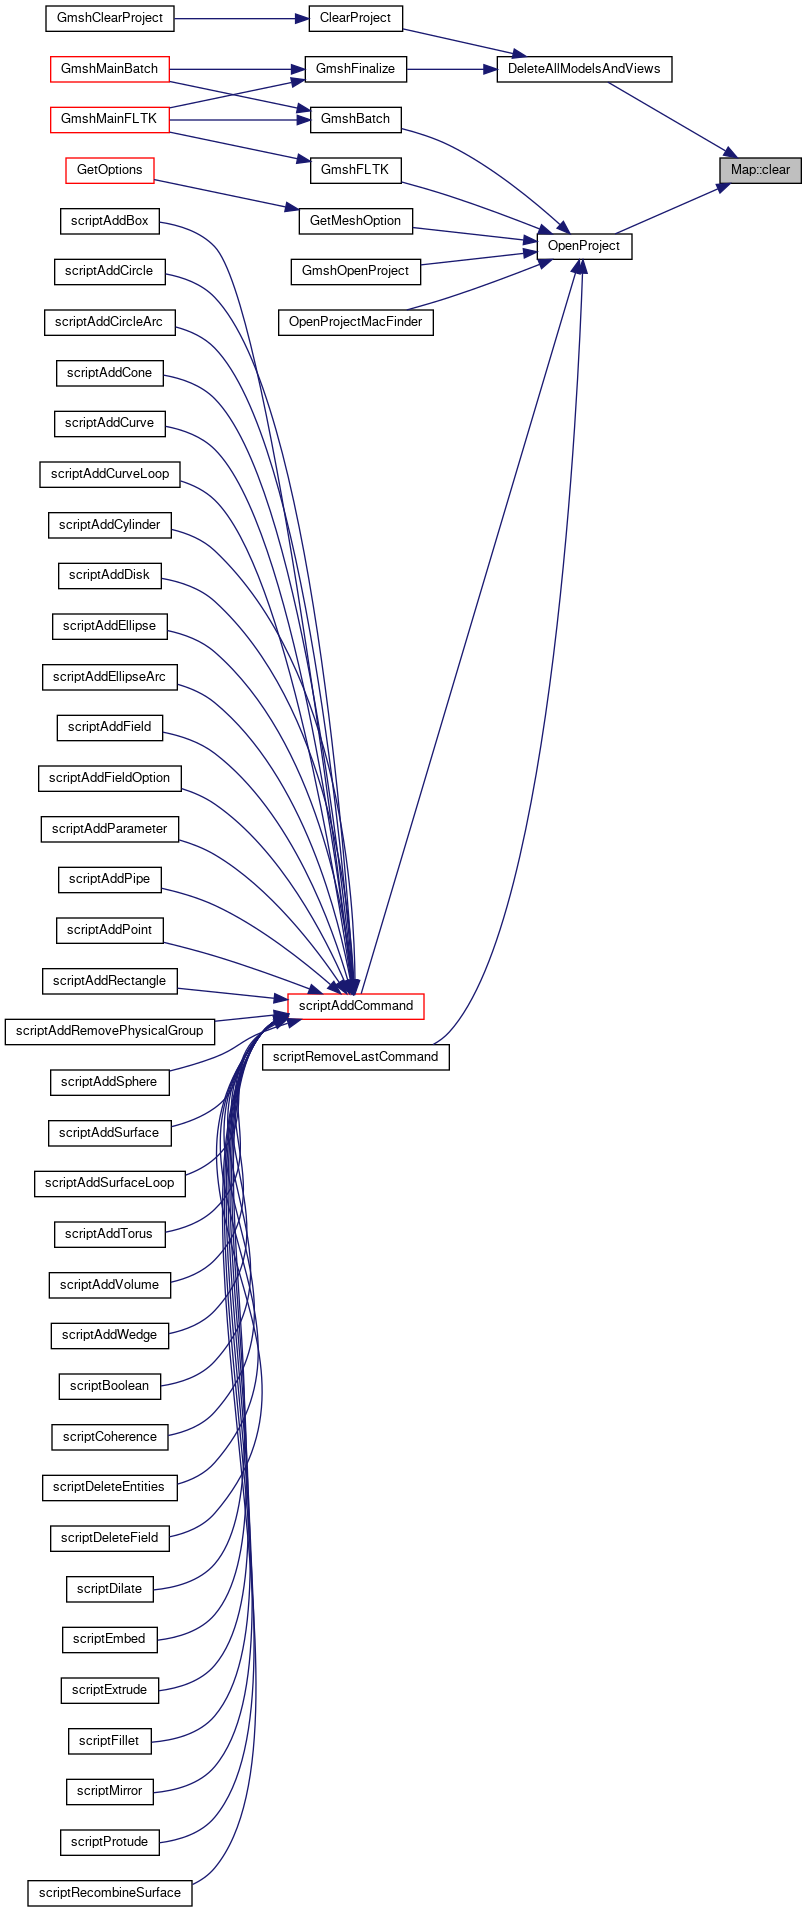 GmshClearProject
ClearProject
GmshMainBatch
GmshFinalize
DeleteAllModelsAndViews
GmshMainFLTK
GmshBatch
GetOptions
GmshFLTK
Map::clear
scriptAddBox
GetMeshOption
OpenProject
scriptAddCircle
GmshOpenProject
scriptAddCircleArc
OpenProjectMacFinder
scriptAddCone
scriptAddCurve
scriptAddCurveLoop
scriptAddCylinder
scriptAddDisk
scriptAddEllipse
scriptAddEllipseArc
scriptAddField
scriptAddFieldOption
scriptAddParameter
scriptAddPipe
scriptAddPoint
scriptAddRectangle
scriptAddCommand
scriptAddRemovePhysicalGroup
scriptRemoveLastCommand
scriptAddSphere
scriptAddSurface
scriptAddSurfaceLoop
scriptAddTorus
scriptAddVolume
scriptAddWedge
scriptBoolean
scriptCoherence
scriptDeleteEntities
scriptDeleteField
scriptDilate
scriptEmbed
scriptExtrude
scriptFillet
scriptMirror
scriptProtude
scriptRecombineSurface